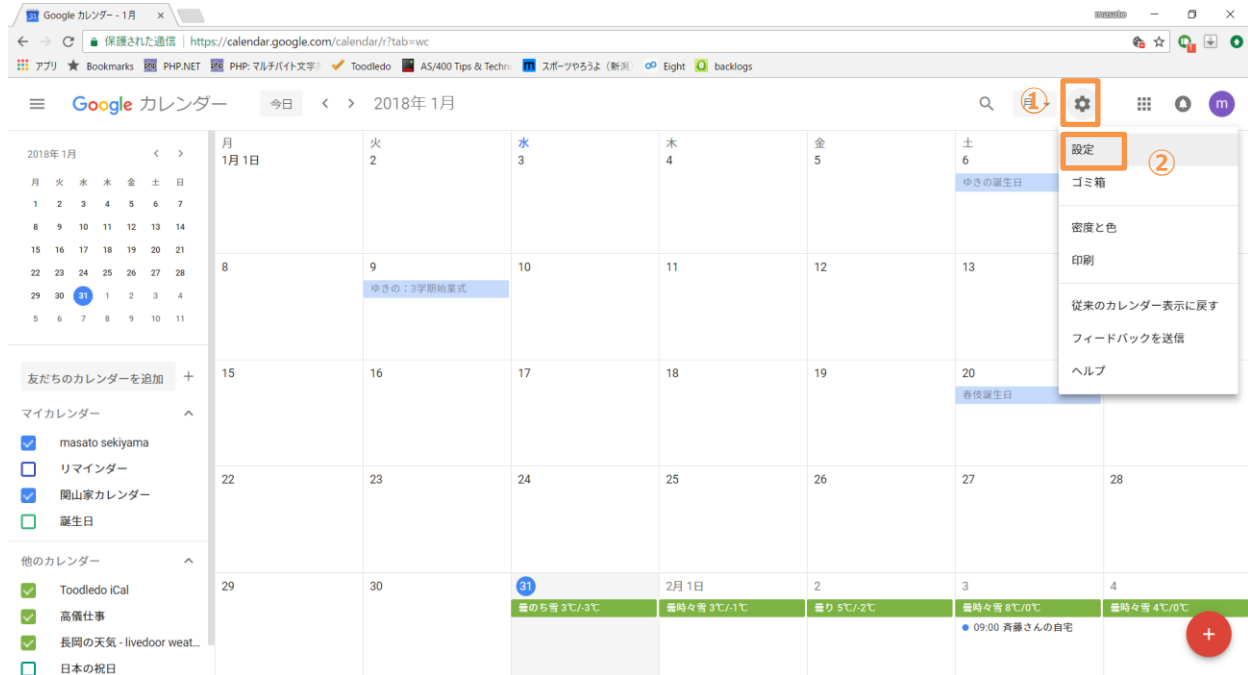 Google カレンダー - 1月
masato
保護された通信 https://calendar.google.com/calendar/r?tab=wc
アプリ Bookmarks PHP.NET PHP: マルチバイト文字 Toodledo AS/400 Tips & Techn スポーツやろうよ（新潟） Eight backlogs
Google カレンダー 今日 2018年 1月 ① 月
m
2018年 1月
月 火 水 木 金 土 日
1 2 3 4 5 6 7
8 9 10 11 12 13 14
15 16 17 18 19 20 21
22 23 24 25 26 27 28
29 30 31 1 2 3 4
5 6 7 8 9 10 11
友だちのカレンダーを追加 +
マイカレンダー
masato sekiyama
リマインダー
関山家カレンダー
誕生日
他のカレンダー
Toodledo iCal
高儀仕事
長岡の天気 - livedoor weat...
日本の祝日
月 火 水 木 金 土
1月 1日 2 3 4 5 6
ゆきの誕生日
8 9 10 11 12 13
ゆきの：3学期始業式
15 16 17 18 19 20
春伎誕生日
22 23 24 25 26 27 28
29 30 31 2月 1日 2 3 4
曇のち雪 3℃/-3℃ 曇時々雪 3℃/-1℃ 曇り 5℃/-2℃ 曇時々雪 8℃/0℃ 曇時々雪 4℃/0℃
09:00 斉藤さんの自宅
設定 ②
ゴミ箱
密度と色
印刷
従来のカレンダー表示に戻す
フィードバックを送信
ヘルプ
+